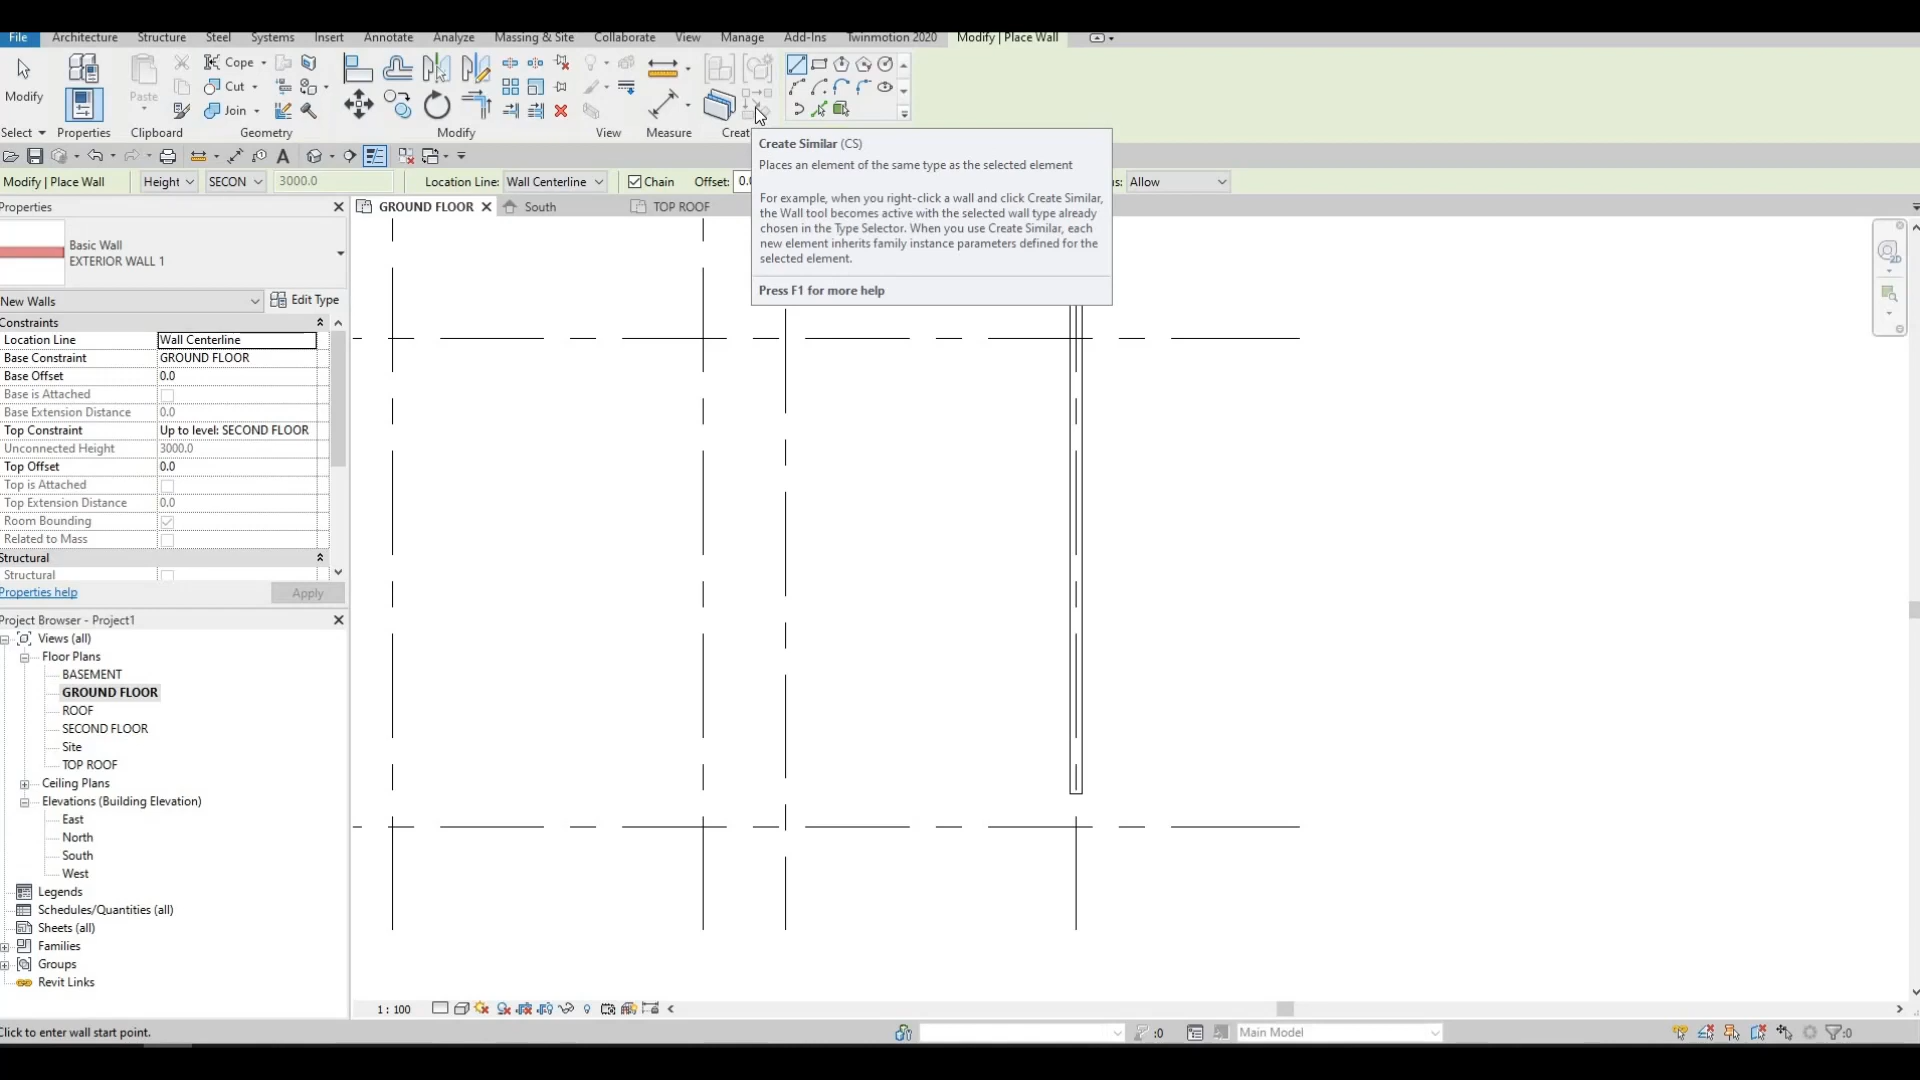 File Architecture Structure Steel Systems Insert Annotate Analyze Massing & Site Collaborate View Manage Add-Ins Twinmotion 2020 Modify | Place Wall
Cope
Cut
Modify Paste Join
Select Properties Clipboard Geometry Modify View Measure Creat
Create Similar (CS)
Places an element of the same type as the selected element
For example, when you right-click a wall and click Create Similar,
the Wall tool becomes active with the selected wall type already
chosen in the Type Selector. When you use Create Similar, each
new element inherits family instance parameters defined for the
selected element.
Press F1 for more help
Modify | Place Wall Height SECON 3000.0 Location Line: Wall Centerline Chain Offset: 0.0 s: Allow
Properties
GROUND FLOOR South TOP ROOF
Basic Wall
EXTERIOR WALL 1
New Walls Edit Type
Constraints
Location Line Wall Centerline
Base Constraint GROUND FLOOR
Base Offset 0.0
Base is Attached
Base Extension Distance 0.0
Top Constraint Up to level: SECOND FLOOR
Unconnected Height 3000.0
Top Offset 0.0
Top is Attached
Top Extension Distance 0.0
Room Bounding
Related to Mass
Structural
Structural
Properties help Apply
Project Browser - Project1
Views (all)
Floor Plans
BASEMENT
GROUND FLOOR
ROOF
SECOND FLOOR
Site
TOP ROOF
Ceiling Plans
Elevations (Building Elevation)
East
North
South
West
Legends
Schedules/Quantities (all)
Sheets (all)
Families
Groups
Revit Links
1 : 100
Click to enter wall start point. :0 Main Model :0
2D